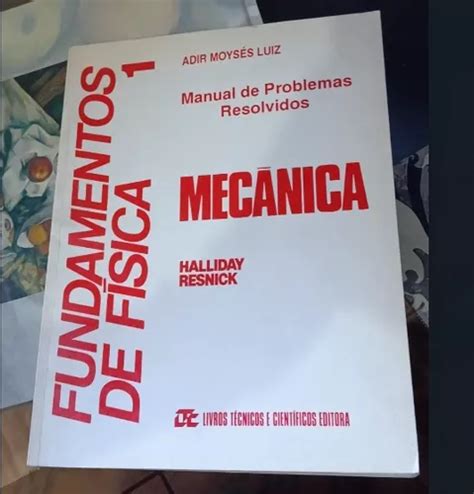 ADIR MOYSÉS LUIZ
Manual de Problemas
Resolvidos
FUNDAMENTOS
DE FÍSICA 1
MECÂNICA
HALLIDAY
RESNICK
LTC LIVROS TÉCNICOS E CIENTÍFICOS EDITORA